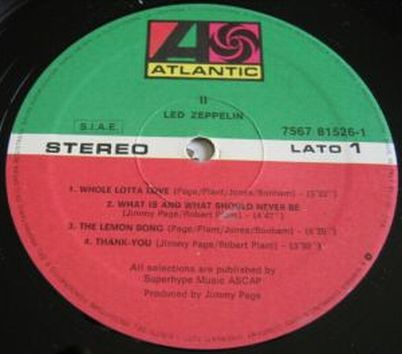 ATLANTIC
II
LED ZEPPELIN
S.I.A.E.
7567 81526-1
STEREO
LATO 1
1. WHOLE LOTTA LOVE (Page/Plant/Jones/Bonham) -
2. WHAT IS AND WHAT SHOULD NEVER BE
(Jimmy Page/Robert Plant) -
3. THE LEMON SONG (Page/Plant/Jones/Bonham) -
4. THANK-YOU (Jimmy Page/Robert Plant) -
All selections are published by
Superhype Music ASCAP
Produced by Jimmy Page